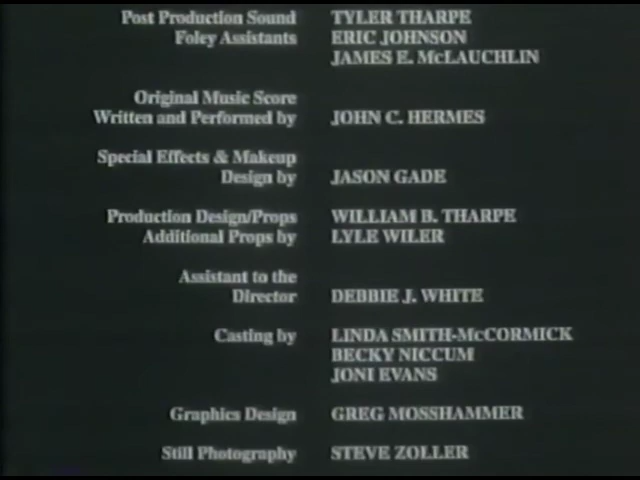 Post Production Sound TYLER THARPE
Foley Assistants ERIC JOHNSON
JAMES E. McLAUCHLIN
Original Music Score
Written and Performed by JOHN C. HERMES
Special Effects & Makeup
Design by JASON GADE
Production Design/Props WILLIAM B. THARPE
Additional Props by LYLE WILER
Assistant to the
Director DEBBIE J. WHITE
Casting by LINDA SMITH-McCORMICK
BECKY NICCUM
JONI EVANS
Graphics Design GREG MOSSHAMMER
Still Photography STEVE ZOLLER